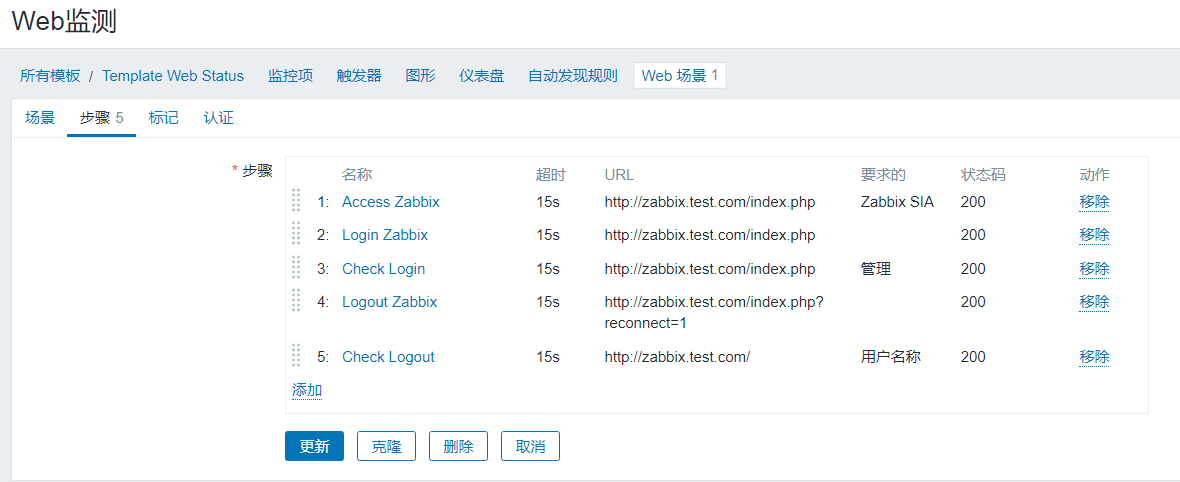 Web监测
所有模板 / Template Web Status 监控项 触发器 图形 仪表盘 自动发现规则 Web 场景 1
场景 步骤 5 标记 认证
* 步骤
名称 超时 URL 要求的 状态码 动作
1: Access Zabbix 15s http://zabbix.test.com/index.php Zabbix SIA 200 移除
2: Login Zabbix 15s http://zabbix.test.com/index.php 200 移除
3: Check Login 15s http://zabbix.test.com/index.php 管理 200 移除
4: Logout Zabbix 15s http://zabbix.test.com/index.php? 200 移除
reconnect=1
5: Check Logout 15s http://zabbix.test.com/ 用户名称 200 移除
添加
更新 克隆 删除 取消